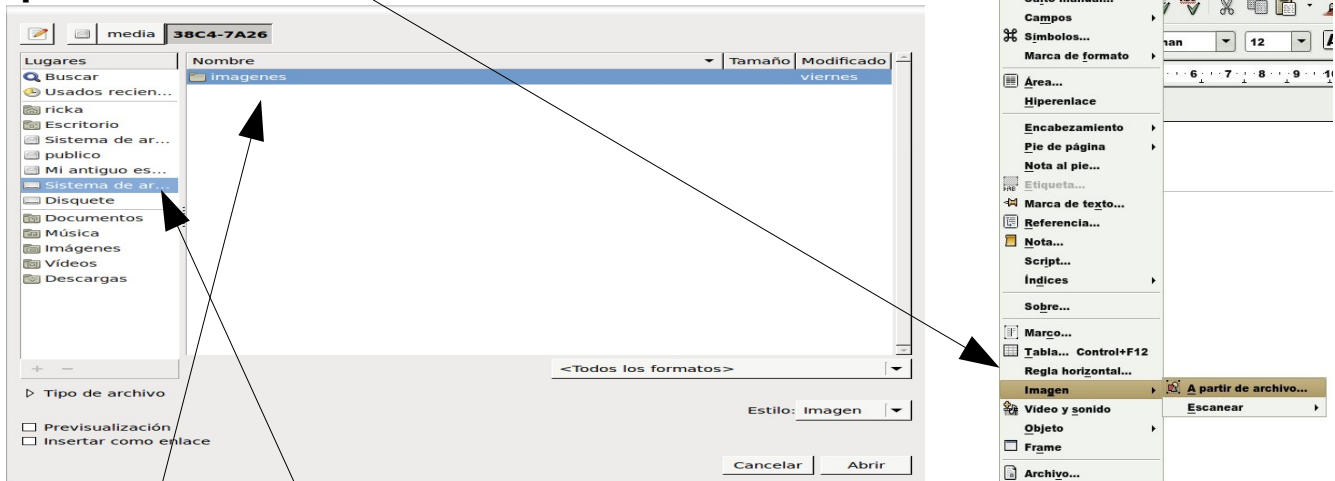 media 38C4-7A26
Lugares
Buscar
Usados recien...
ricka
Escritorio
Sistema de ar...
publico
Mi antiguo es...
Sistema de ar...
Disquete
Documentos
Música
Imágenes
Vídeos
Descargas
Nombre Tamaño Modificado
imagenes viernes
<Todos los formatos>
Tipo de archivo
Estilo: Imagen
Previsualización
Insertar como enlace
Cancelar Abrir
Campos
Símbolos...
Marca de formato
Área...
Hiperenlace
Encabezamiento
Pie de página
Nota al pie...
Etiqueta...
Marca de texto...
Referencia...
Nota...
Script...
Índices
Sobre...
Marco...
Tabla... Control+F12
Regla horizontal...
Imagen
Vídeo y sonido
Objeto
Frame
Archivo...
A partir de archivo...
Escanear
12
6 7 8 9